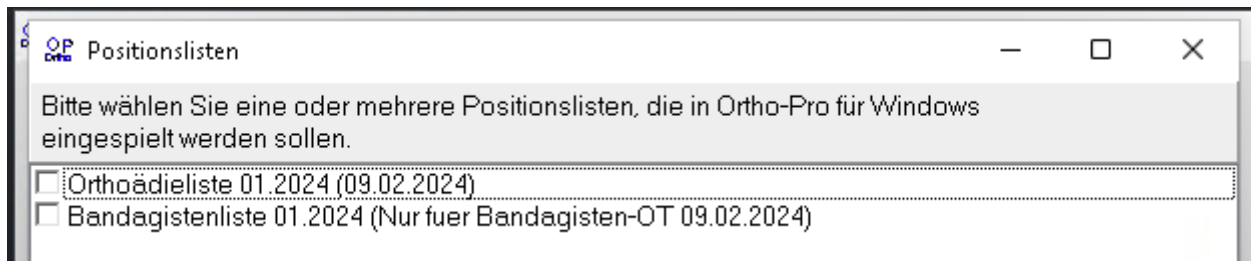 Positionslisten
Bitte wählen Sie eine oder mehrere Positionslisten, die in Ortho-Pro für Windows
eingespielt werden sollen.
Orthoädieliste 01.2024 (09.02.2024)
Bandagistenliste 01.2024 (Nur fuer Bandagisten-OT 09.02.2024)